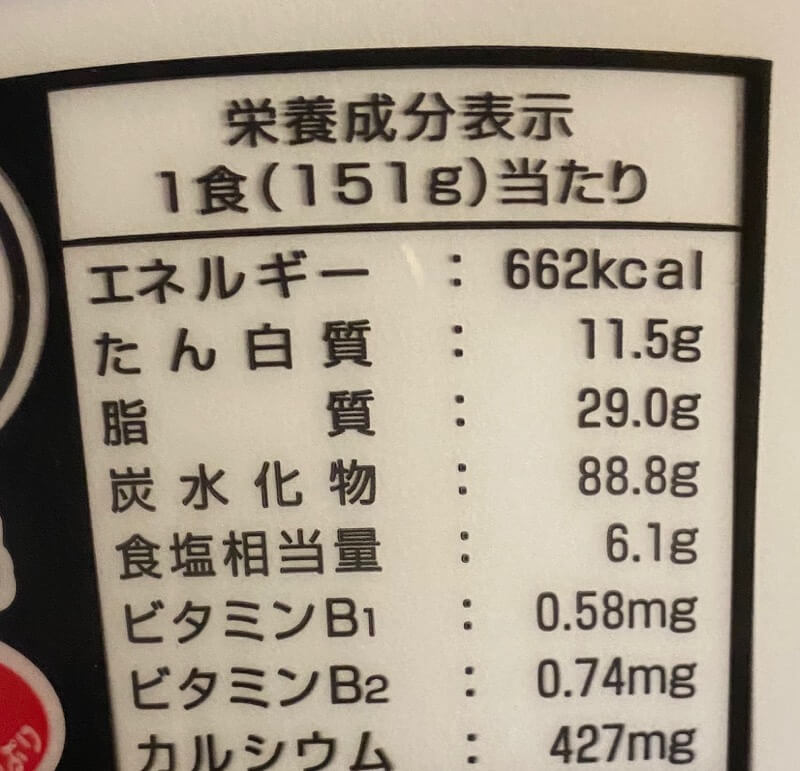 栄養成分表示
1食(151g)当たり
エネルギー : 662kcal
たん白質 : 11.5g
脂質 : 29.0g
炭水化物 : 88.8g
食塩相当量 : 6.1g
ビタミンB1 : 0.58mg
ビタミンB2 : 0.74mg
カルシウム : 427mg